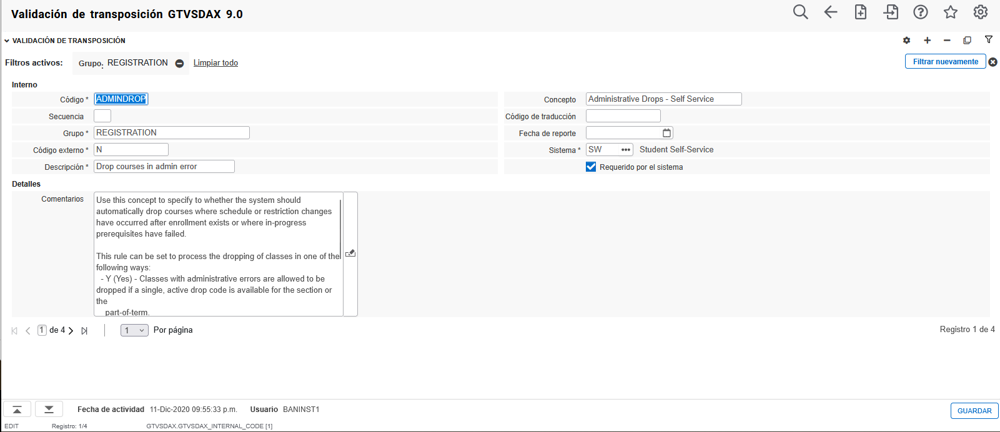 Validación de transposición GTVSDAX 9.0
VALIDACIÓN DE TRANSPOSICIÓN
Filtros activos: Grupo: REGISTRATION Limpiar todo Filtrar nuevamente
Interno
Código * ADMINDROP Concepto Administrative Drops - Self Service
Secuencia Código de traducción
Grupo * REGISTRATION Fecha de reporte
Código externo * N Sistema * SW ••• Student Self-Service
Descripción * Drop courses in admin error Requerido por el sistema
Detalles
Comentarios Use this concept to specify to whether the system should
automatically drop courses where schedule or restriction changes
have occurred after enrollment exists or where in-progress
prerequisites have failed.
This rule can be set to process the dropping of classes in one of the
following ways:
- Y (Yes) - Classes with administrative errors are allowed to be
dropped if a single, active drop code is available for the section or
the
part-of-term.
1 de 4 1 Por página Registro 1 de 4
Fecha de actividad 11-Dic-2020 09:55:33 p.m. Usuario BANINST1 GUARDAR
EDIT Registro: 1/4 GTVSDAX.GTVSDAX_INTERNAL_CODE [1]